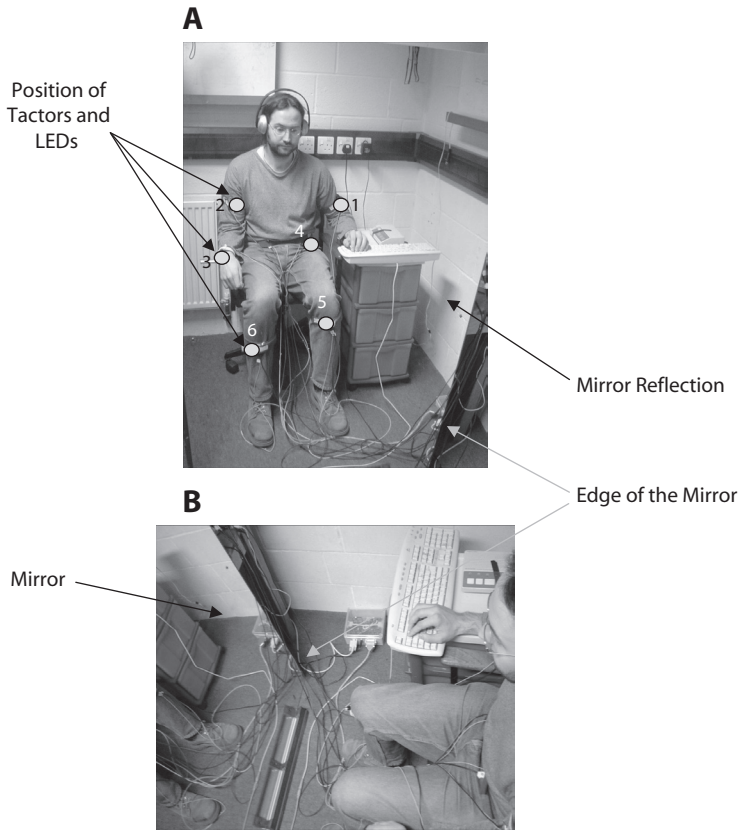 A
Position of
Tactors and
LEDs
2
1
4
3
5
6
Mirror Reflection
Edge of the Mirror
B
Mirror